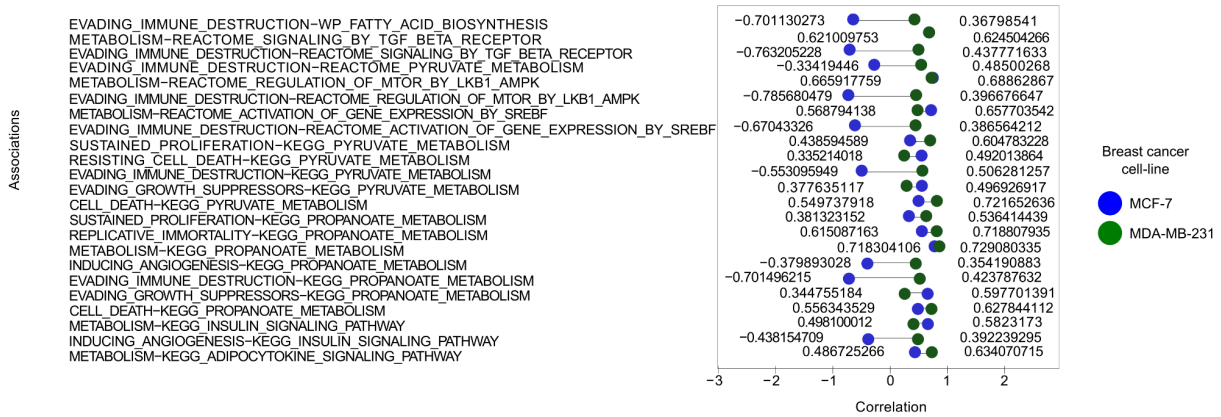 Associations
EVADING_IMMUNE_DESTRUCTION−WP_FATTY_ACID_BIOSYNTHESIS −0.701130273 0.36798541
METABOLISM−REACTOME_SIGNALING_BY_TGF_BETA_RECEPTOR 0.621009753 0.624504266
EVADING_IMMUNE_DESTRUCTION−REACTOME_SIGNALING_BY_TGF_BETA_RECEPTOR −0.763205228 0.437771633
EVADING_IMMUNE_DESTRUCTION−REACTOME_PYRUVATE_METABOLISM −0.33419446 0.48500268
METABOLISM−REACTOME_REGULATION_OF_MTOR_BY_LKB1_AMPK 0.665917759 0.68862867
EVADING_IMMUNE_DESTRUCTION−REACTOME_REGULATION_OF_MTOR_BY_LKB1_AMPK −0.785680479 0.396676647
METABOLISM−REACTOME_ACTIVATION_OF_GENE_EXPRESSION_BY_SREBF 0.568794138 0.657703542
EVADING_IMMUNE_DESTRUCTION−REACTOME_ACTIVATION_OF_GENE_EXPRESSION_BY_SREBF −0.67043326 0.386564212
SUSTAINED_PROLIFERATION−KEGG_PYRUVATE_METABOLISM 0.438594589 0.604783228
RESISTING_CELL_DEATH−KEGG_PYRUVATE_METABOLISM 0.335214018 0.492013864
EVADING_IMMUNE_DESTRUCTION−KEGG_PYRUVATE_METABOLISM −0.553095949 0.506281257
EVADING_GROWTH_SUPPRESSORS−KEGG_PYRUVATE_METABOLISM 0.377635117 0.496926917
CELL_DEATH−KEGG_PYRUVATE_METABOLISM 0.549737918 0.721652636
SUSTAINED_PROLIFERATION−KEGG_PROPANOATE_METABOLISM 0.381323152 0.536414439
REPLICATIVE_IMMORTALITY−KEGG_PROPANOATE_METABOLISM 0.615087163 0.718807935
METABOLISM−KEGG_PROPANOATE_METABOLISM 0.718304106 0.729080335
INDUCING_ANGIOGENESIS−KEGG_PROPANOATE_METABOLISM −0.379893028 0.354190883
EVADING_IMMUNE_DESTRUCTION−KEGG_PROPANOATE_METABOLISM −0.701496215 0.423787632
EVADING_GROWTH_SUPPRESSORS−KEGG_PROPANOATE_METABOLISM 0.344755184 0.597701391
CELL_DEATH−KEGG_PROPANOATE_METABOLISM 0.556343529 0.627844112
METABOLISM−KEGG_INSULIN_SIGNALING_PATHWAY 0.498100012 0.5823173
INDUCING_ANGIOGENESIS−KEGG_INSULIN_SIGNALING_PATHWAY −0.438154709 0.392239295
METABOLISM−KEGG_ADIPOCYTOKINE_SIGNALING_PATHWAY 0.486725266 0.634070715
−3 −2 −1 0 1 2
Correlation
Breast cancer
cell-line
MCF-7
MDA-MB-231